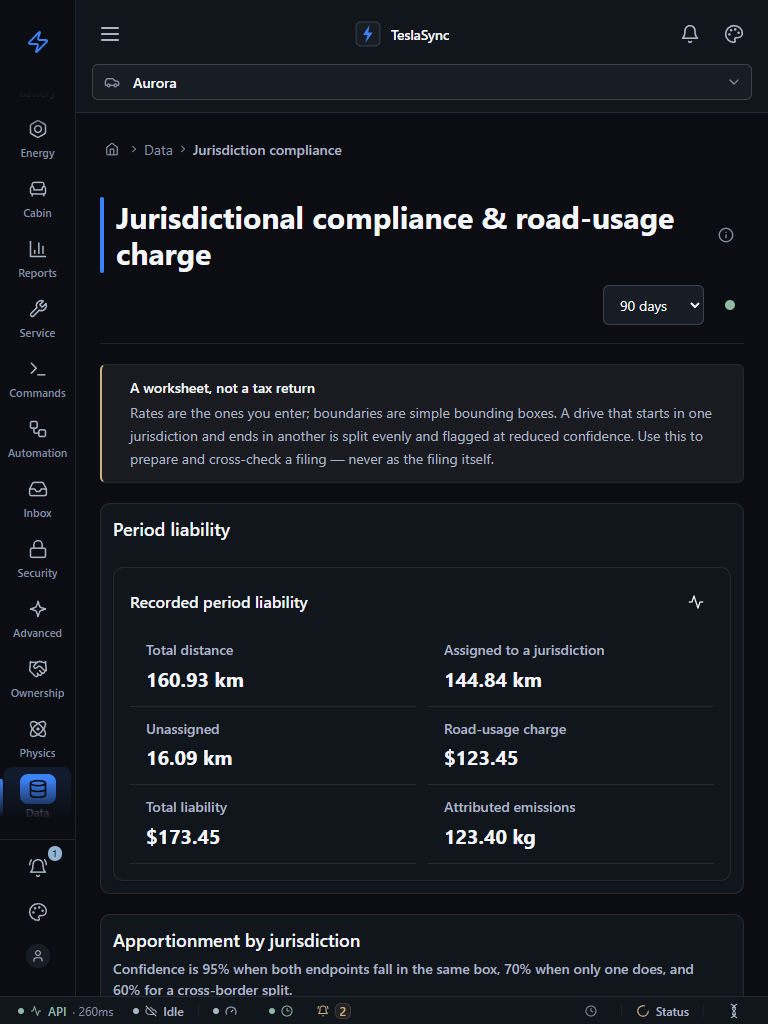 TeslaSync
Aurora
Battery
Energy
Cabin
Reports
Service
Commands
Automation
Inbox
Security
Advanced
Ownership
Physics
Data
1
Data
Jurisdiction compliance
Jurisdictional compliance & road-usage
charge
90 days
A worksheet, not a tax return
Rates are the ones you enter; boundaries are simple bounding boxes. A drive that starts in one
jurisdiction and ends in another is split evenly and flagged at reduced confidence. Use this to
prepare and cross-check a filing — never as the filing itself.
Period liability
Recorded period liability
Total distance
160.93 km
Assigned to a jurisdiction
144.84 km
Unassigned
16.09 km
Road-usage charge
$123.45
Total liability
$173.45
Attributed emissions
123.40 kg
Apportionment by jurisdiction
Confidence is 95% when both endpoints fall in the same box, 70% when only one does, and
60% for a cross-border split.
API · 260ms
Idle
2
Status